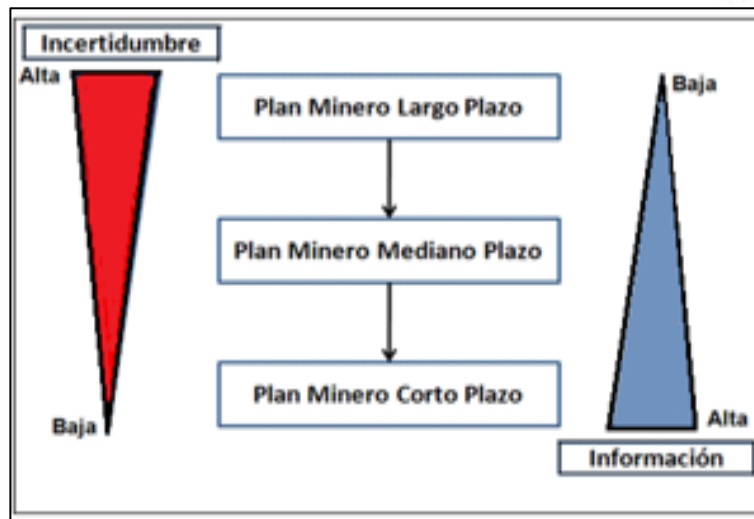 Incertidumbre
Alta
Plan Minero Largo Plazo
Baja
Plan Minero Mediano Plazo
Plan Minero Corto Plazo
Baja
Alta
Información